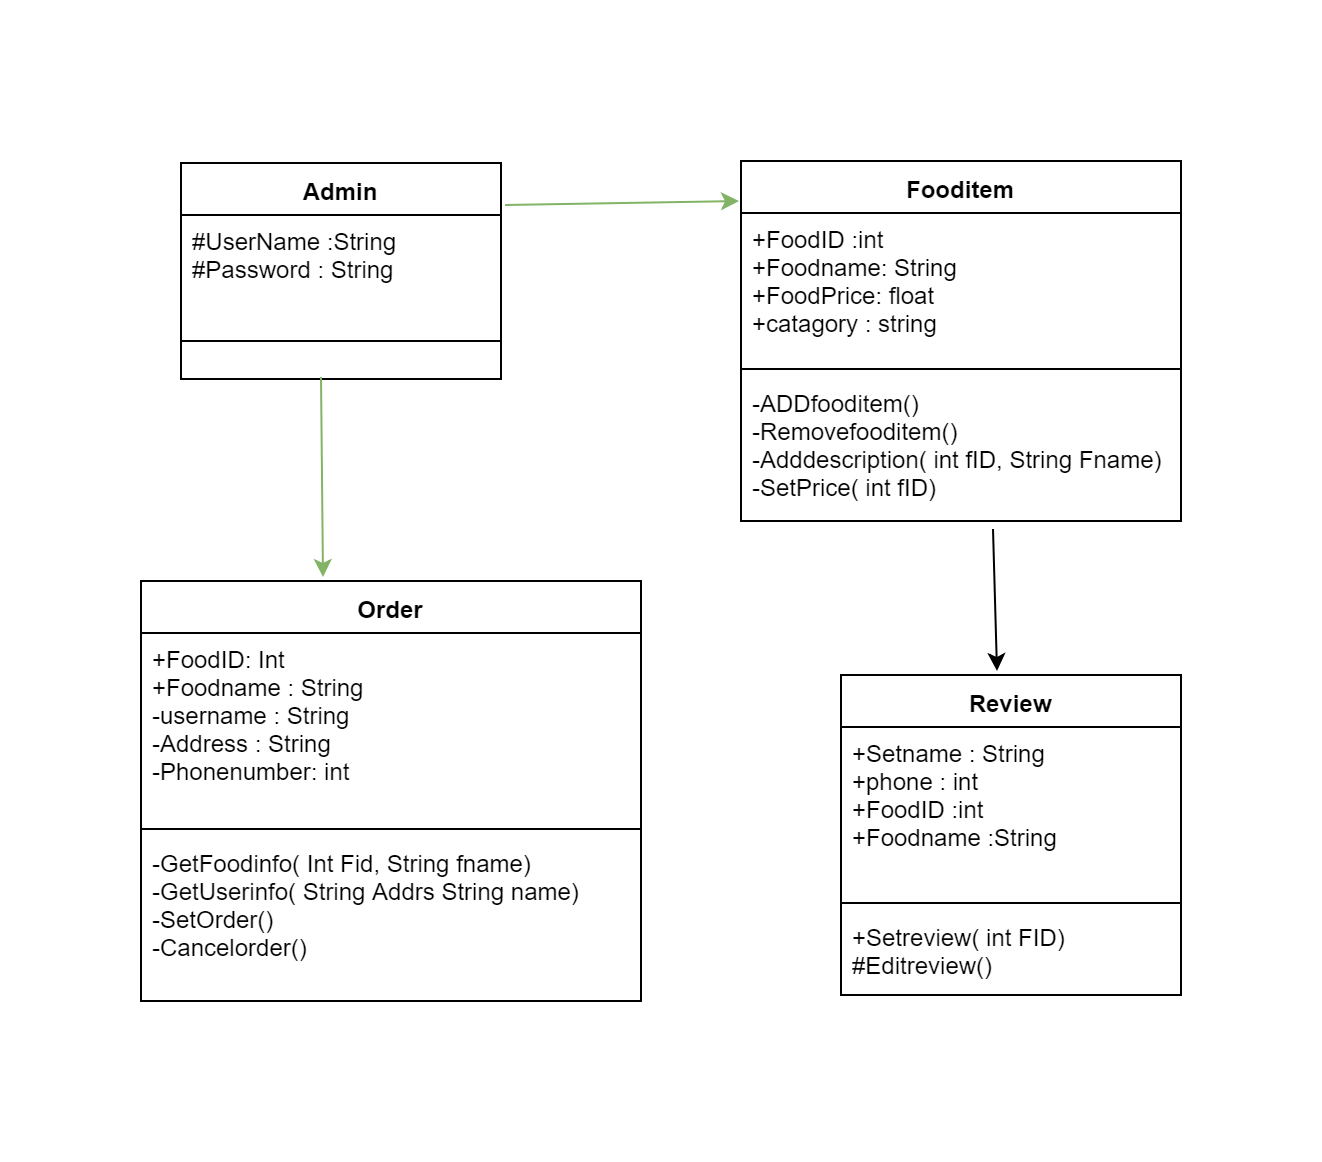 Admin
#UserName :String
#Password : String
Fooditem
+FoodID :int
+Foodname: String
+FoodPrice: float
+catagory : string
-ADDfooditem()
-Removefooditem()
-Adddescription( int fID, String Fname)
-SetPrice( int fID)
Order
+FoodID: Int
+Foodname : String
-username : String
-Address : String
-Phonenumber: int
-GetFoodinfo( Int Fid, String fname)
-GetUserinfo( String Addrs String name)
-SetOrder()
-Cancelorder()
Review
+Setname : String
+phone : int
+FoodID :int
+Foodname :String
+Setreview( int FID)
#Editreview()